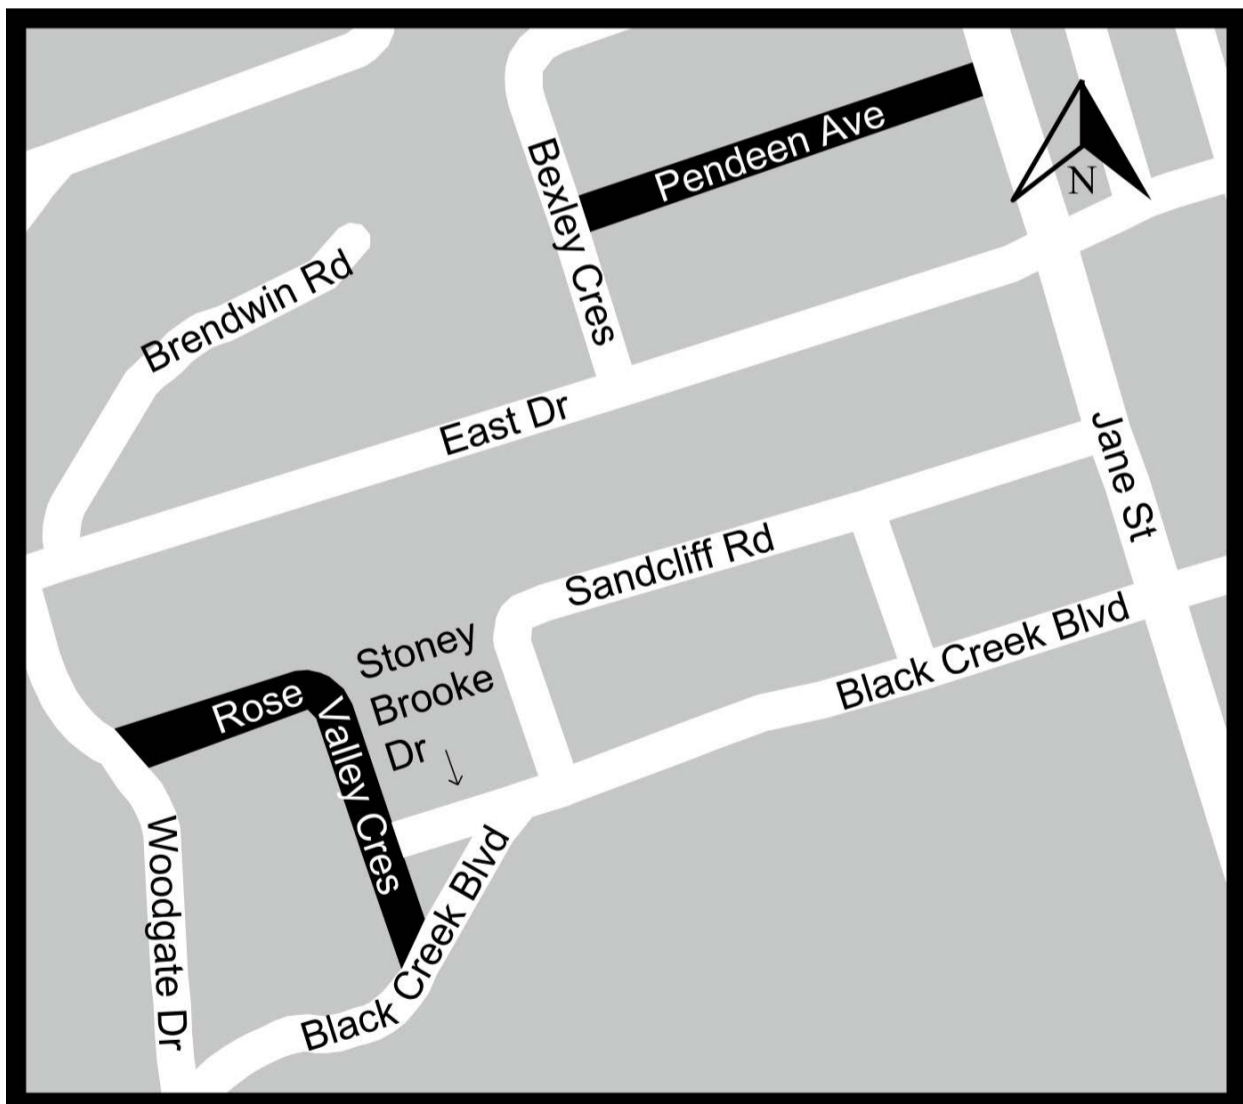 Pendeen Ave
Bexley Cres
N
Brendwin Rd
East Dr
Jane St
Sandcliff Rd
Black Creek Blvd
Stoney
Brooke
Dr
Rose
Valley Cres
Woodgate Dr
Black Creek Blvd